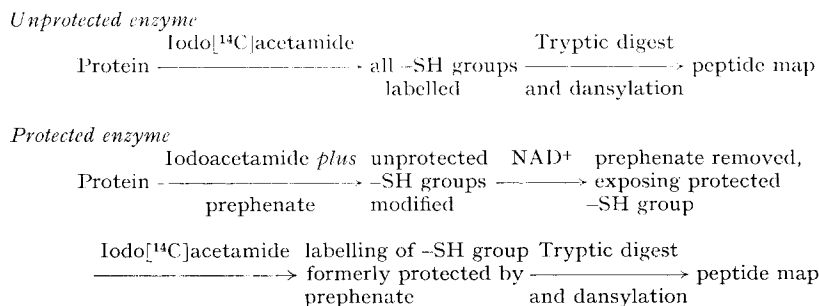 Unprotected enzyme
Iodo[¹⁴C]acetamide Tryptic digest
Protein all –SH groups peptide map
labelled and dansylation
Protected enzyme
Iodoacetamide plus unprotected NAD+ prephenate removed,
Protein –SH groups exposing protected
prephenate modified –SH group
Iodo[¹⁴C]acetamide labelling of –SH group Tryptic digest
formerly protected by peptide map
prephenate and dansylation